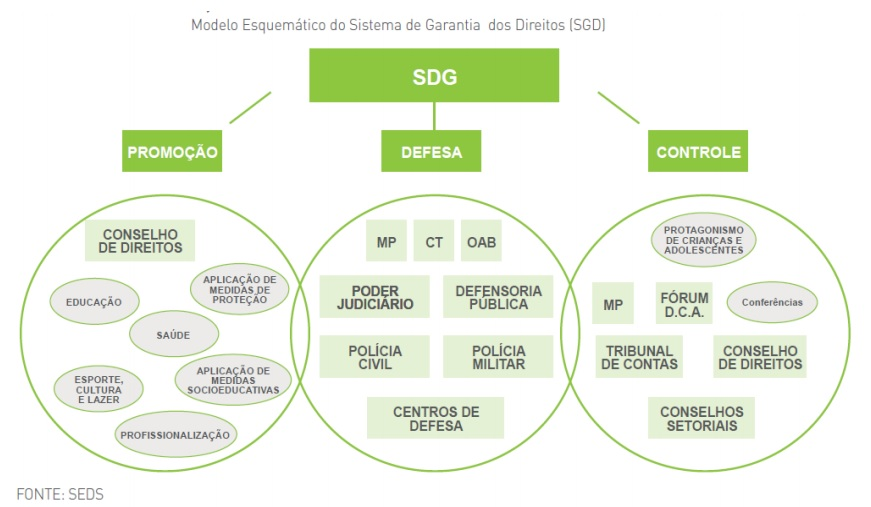 Modelo Esquemático do Sistema de Garantia dos Direitos (SGD)
SDG
PROMOÇÃO
DEFESA
CONTROLE
CONSELHO
DE DIREITOS
EDUCAÇÃO
APLICAÇÃO DE
MEDIDAS DE
PROTEÇÃO
SAÚDE
ESPORTE,
CULTURA
E LAZER
APLICAÇÃO DE
MEDIDAS
SOCIOEDUCATIVAS
PROFISSIONALIZAÇÃO
MP
CT
OAB
PODER
JUDICIÁRIO
DEFENSORIA
PÚBLICA
POLÍCIA
CIVIL
POLÍCIA
MILITAR
CENTROS DE
DEFESA
PROTAGONISMO
DE CRIANÇAS E
ADOLESCENTES
MP
FÓRUM
D.C.A.
Conferências
TRIBUNAL
DE CONTAS
CONSELHO
DE DIREITOS
CONSELHOS
SETORIAIS
FONTE: SEDS